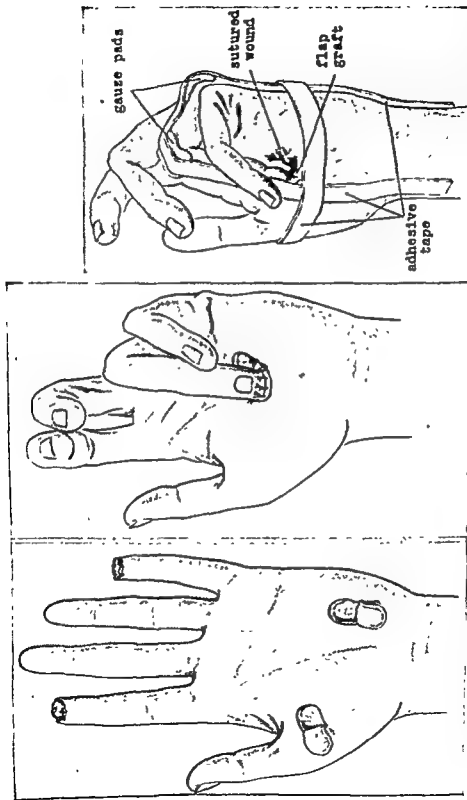 gauze pads
sutured
wound
flap
graft
adhesive
tape